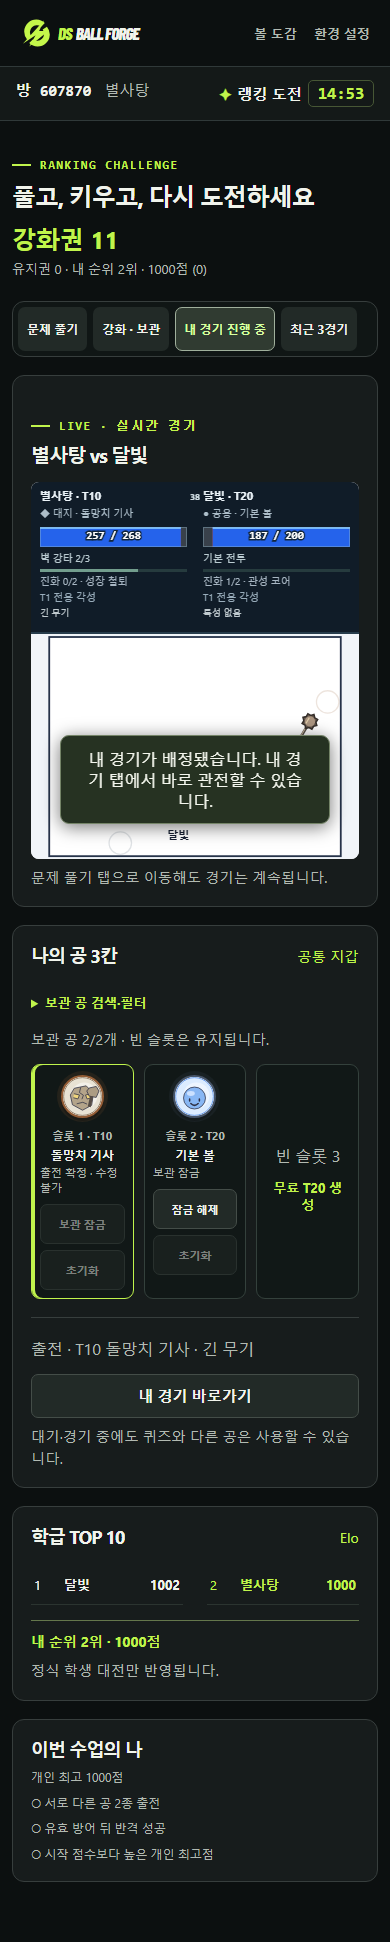 DS BALL FORGE
볼 도감 환경 설정
방 607870 별사탕
랭킹 도전 14:53
RANKING CHALLENGE
풀고, 키우고, 다시 도전하세요
강화권 11
유지권 0 · 내 순위 2위 · 1000점 (0)
문제 풀기 강화 · 보관 내 경기 진행 중 최근 3경기
LIVE · 실시간 경기
별사탕 vs 달빛
별사탕 · T10 38 달빛 · T20
◆ 대지 · 돌망치 기사 ● 공용 · 기본 볼
257 / 268 187 / 200
벽 강타 2/3 기본 전투
진화 0/2 · 성장 철퇴 진화 1/2 · 관성 코어
T1 전용 각성 T1 전용 각성
긴 무기 특성 없음
내 경기가 배정됐습니다. 내 경
기 탭에서 바로 관전할 수 있습
니다.
달빛
문제 풀기 탭으로 이동해도 경기는 계속됩니다.
나의 공 3칸 공통 지갑
▶ 보관 공 검색·필터
보관 공 2/2개 · 빈 슬롯은 유지됩니다.
슬롯 1 · T10
돌망치 기사
출전 확정 · 수정
불가
보관 잠금
초기화
슬롯 2 · T20
기본 볼
보관 잠금
잠금 해제
초기화
빈 슬롯 3
무료 T20 생
성
출전 · T10 돌망치 기사 · 긴 무기
내 경기 바로가기
대기·경기 중에도 퀴즈와 다른 공은 사용할 수 있습
니다.
학급 TOP 10 Elo
1 달빛 1002 2 별사탕 1000
내 순위 2위 · 1000점
정식 학생 대전만 반영됩니다.
이번 수업의 나
개인 최고 1000점
○ 서로 다른 공 2종 출전
○ 유효 방어 뒤 반격 성공
○ 시작 점수보다 높은 개인 최고점